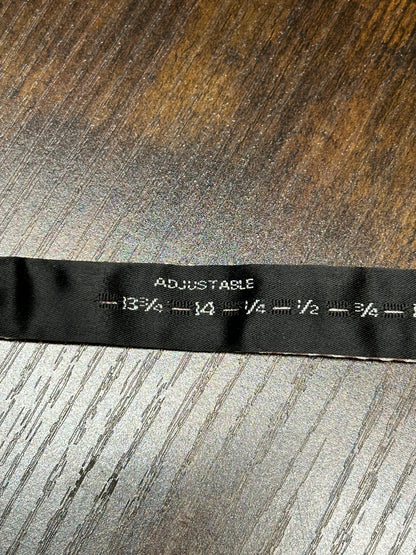 ADJUSTABLE
– 13¾ – 14 – ¼ – ½ – ¾ –